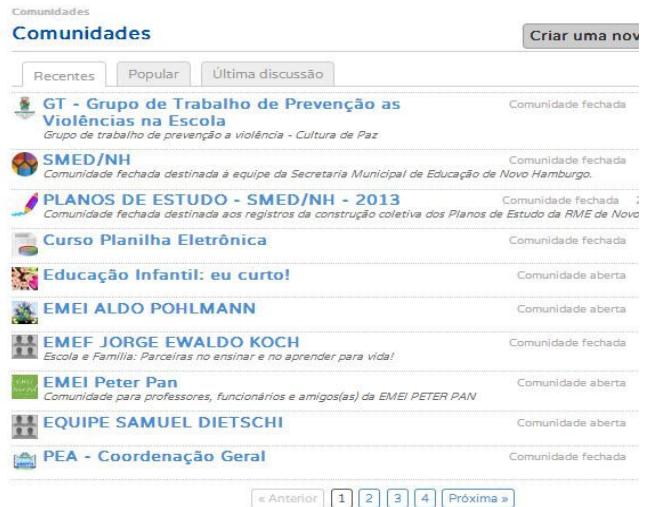 Comunidades
Comunidades
Criar uma nov
Recentes Popular Última discussão
GT - Grupo de Trabalho de Prevenção as Comunidade fechada
Violências na Escola
Grupo de trabalho de prevenção a violência - Cultura de Paz
SMED/NH Comunidade fechada
Comunidade fechada destinada à equipe da Secretaria Municipal de Educação de Novo Hamburgo.
PLANOS DE ESTUDO - SMED/NH - 2013 Comunidade fechada 2
Comunidade fechada destinada aos registros da construção coletiva dos Planos de Estudo da RME de Novo
Curso Planilha Eletrônica Comunidade fechada
Educação Infantil: eu curto! Comunidade aberta
EMEI ALDO POHLMANN Comunidade aberta
EMEF JORGE EWALDO KOCH Comunidade fechada
Escola e Família: Parceiras no ensinar e no aprender para vida!
EMEI Peter Pan Comunidade aberta
Comunidade para professores, funcionários e amigos(as) da EMEI PETER PAN
EQUIPE SAMUEL DIETSCHI Comunidade aberta
PEA - Coordenação Geral Comunidade fechada
« Anterior 1 2 3 4 Próxima »